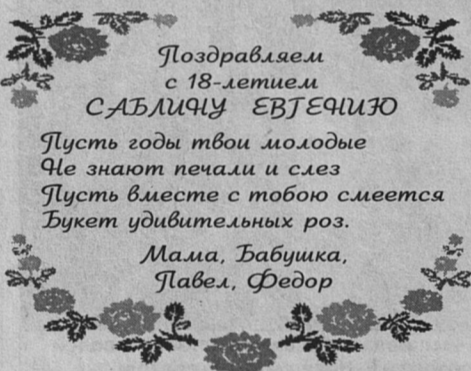 Поздравляем
с 18-летием
САБЛИНУ ЕВГЕНИЮ
Пусть годы твои молодые
Не знают печали и слез
Пусть вместе с тобою смеется
Букет удивительных роз.
Мама, Бабушка,
Павел, Федор